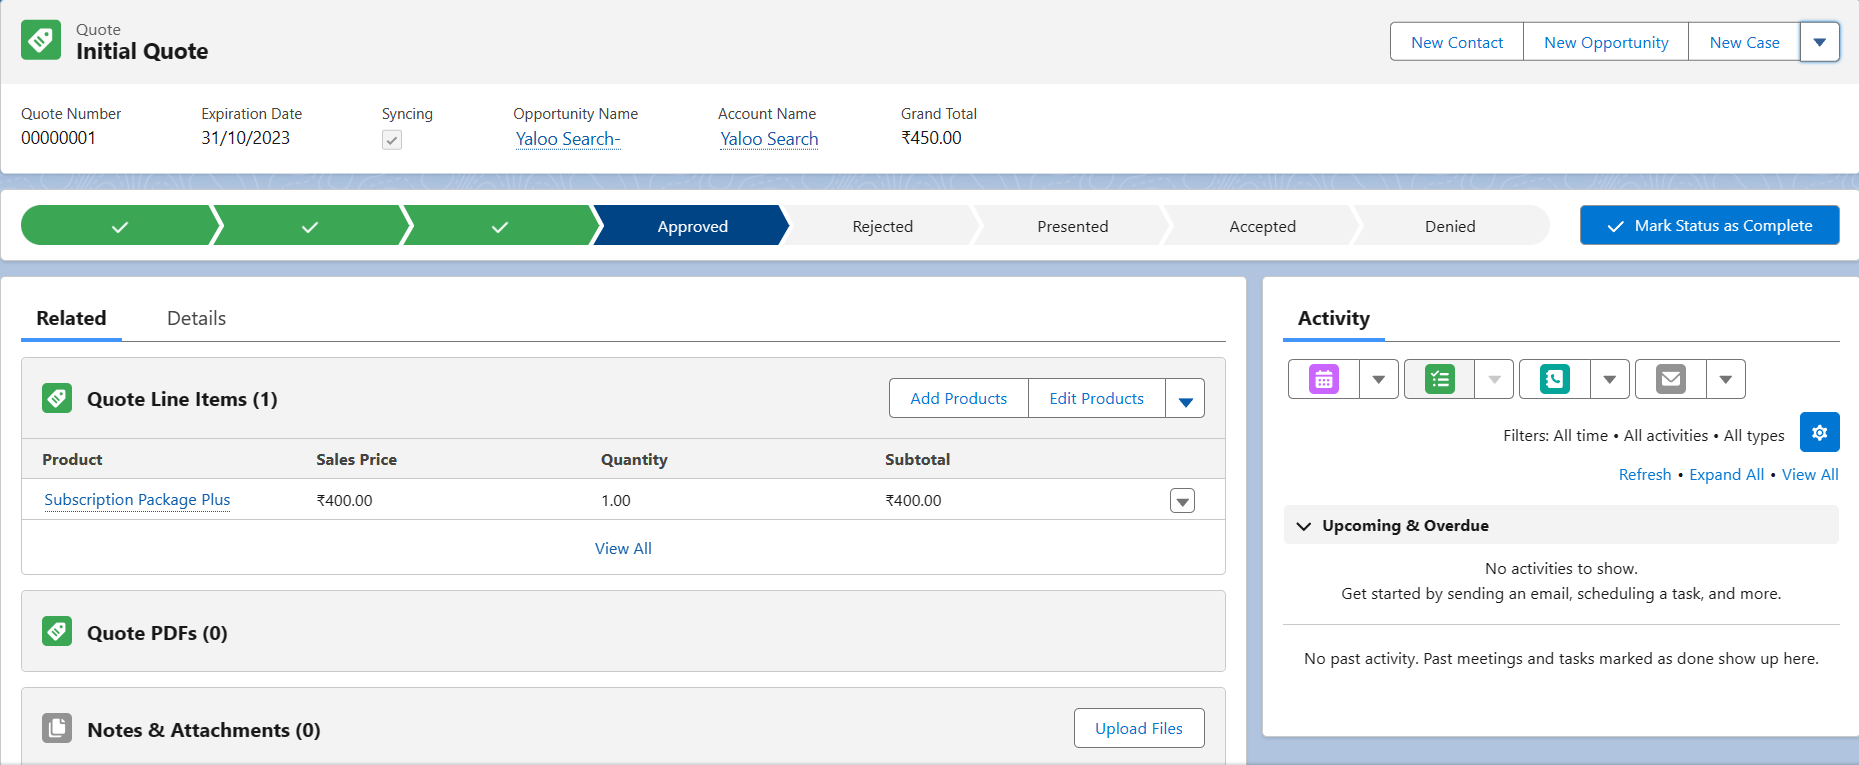 Quote
Initial Quote
New Contact
New Opportunity
New Case
Quote Number
Expiration Date
Syncing
Opportunity Name
Account Name
Grand Total
00000001
31/10/2023
Yaloo Search-
Yaloo Search
₹450.00
Approved
Rejected
Presented
Accepted
Denied
Mark Status as Complete
Related
Details
Quote Line Items (1)
Add Products
Edit Products
Product
Sales Price
Quantity
Subtotal
Subscription Package Plus
₹400.00
1.00
₹400.00
View All
Quote PDFs (0)
Notes & Attachments (0)
Upload Files
Activity
Filters: All time • All activities • All types
Refresh • Expand All • View All
Upcoming & Overdue
No activities to show.
Get started by sending an email, scheduling a task, and more.
No past activity. Past meetings and tasks marked as done show up here.